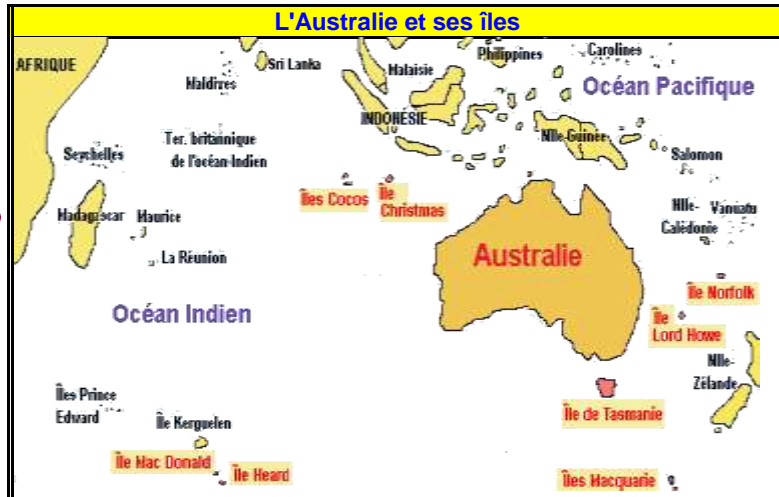 L'Australie et ses îles
AFRIQUE
Sri Lanka
Maldives
Malaisie
Philippines
Carolines
Océan Pacifique
INDONÉSIE
Nlle-Guinée
Salomon
Seychelles
Ter. britannique
de l'océan-Indien
Îles Cocos
Île
Christmas
Nlle-
Calédonie
Vanuatu
Madagascar
Maurice
La Réunion
Australie
Île Norfolk
Île
Lord Howe
Océan Indien
Nlle-
Zélande
Îles Prince
Edward
Île Kerguelen
Île de Tasmanie
Île Mac Donald
Île Heard
Îles Macquarie